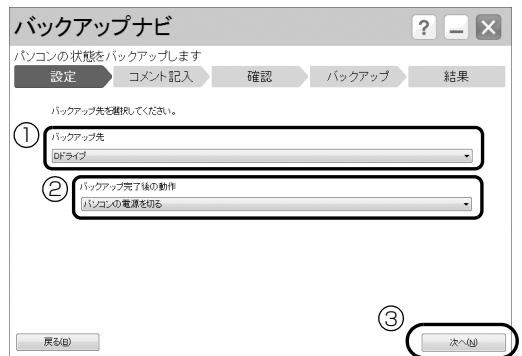 バックアップナビ ? –  ×
パソコンの状態をバックアップします
設定 コメント記入 確認 バックアップ 結果
バックアップ先を選択してください。
①
バックアップ先
Dドライブ
②
バックアップ完了後の動作
パソコンの電源を切る
③
戻る(B) 次へ(N)